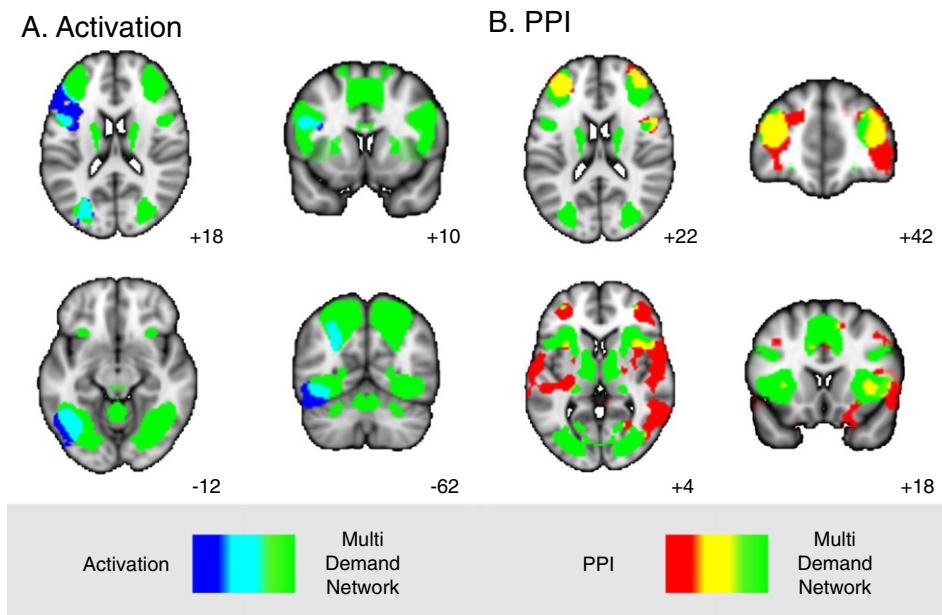 A. Activation
B. PPI
+18
+10
+22
+42
-12
-62
+4
+18
Activation
Multi
Demand
Network
PPI
Multi
Demand
Network